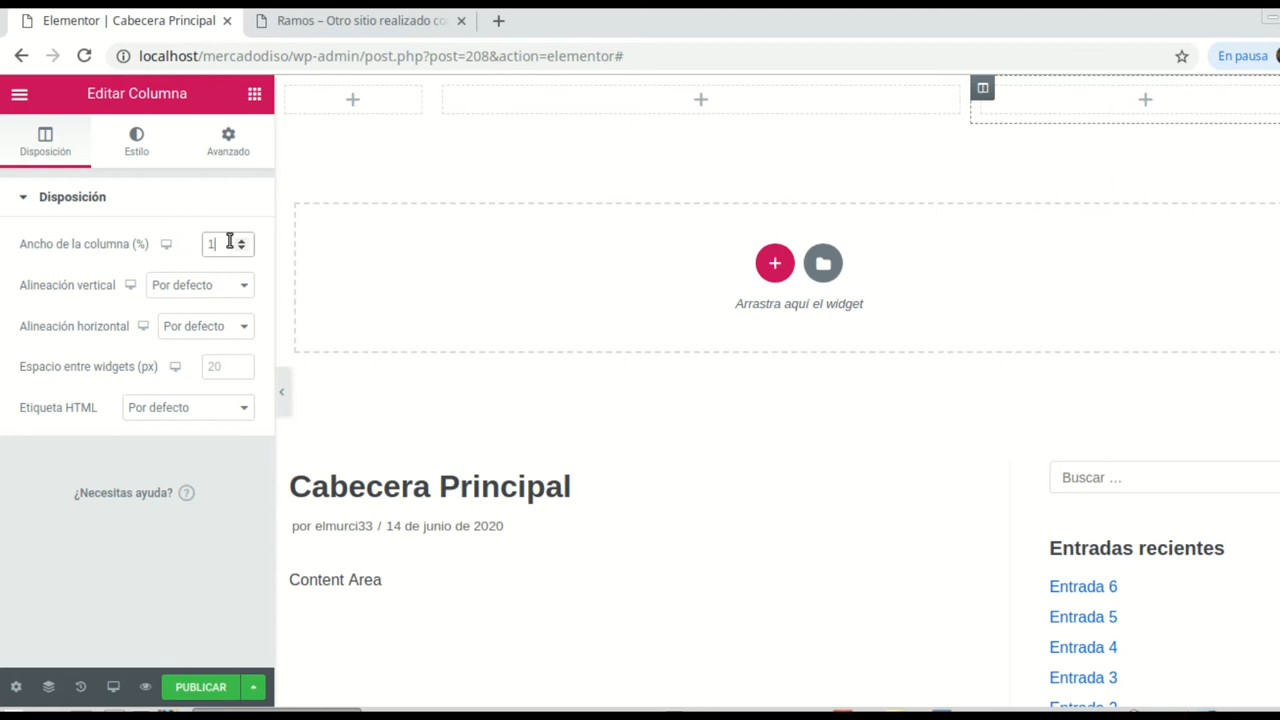 Elementor | Cabecera Principal
Ramos – Otro sitio realizado co
localhost/mercadodiso/wp-admin/post.php?post=208&action=elementor#
En pausa
Editar Columna
Disposición
Estilo
Avanzado
Disposición
Ancho de la columna (%)
1
Alineación vertical
Por defecto
Alineación horizontal
Por defecto
Espacio entre widgets (px)
20
Etiqueta HTML
Por defecto
¿Necesitas ayuda?
PUBLICAR
Arrastra aquí el widget
Cabecera Principal
por elmurci33 / 14 de junio de 2020
Content Area
Buscar …
Entradas recientes
Entrada 6
Entrada 5
Entrada 4
Entrada 3